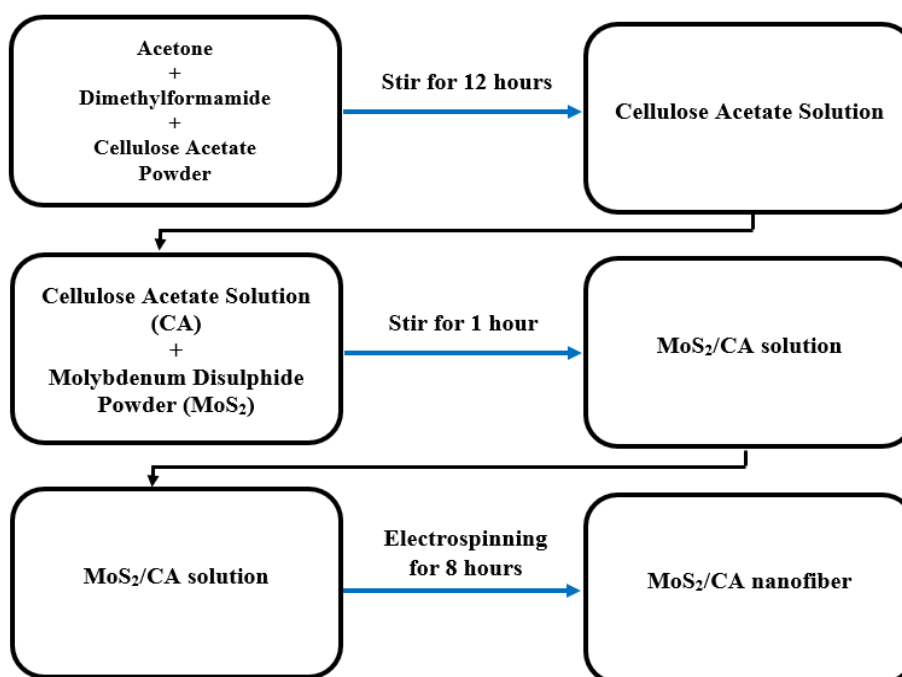 Acetone
+
Dimethylformamide
+
Cellulose Acetate
Powder
Stir for 12 hours
Cellulose Acetate Solution
Cellulose Acetate Solution
(CA)
+
Molybdenum Disulphide
Powder (MoS₂)
Stir for 1 hour
MoS₂/CA solution
MoS₂/CA solution
Electrospinning
for 8 hours
MoS₂/CA nanofiber